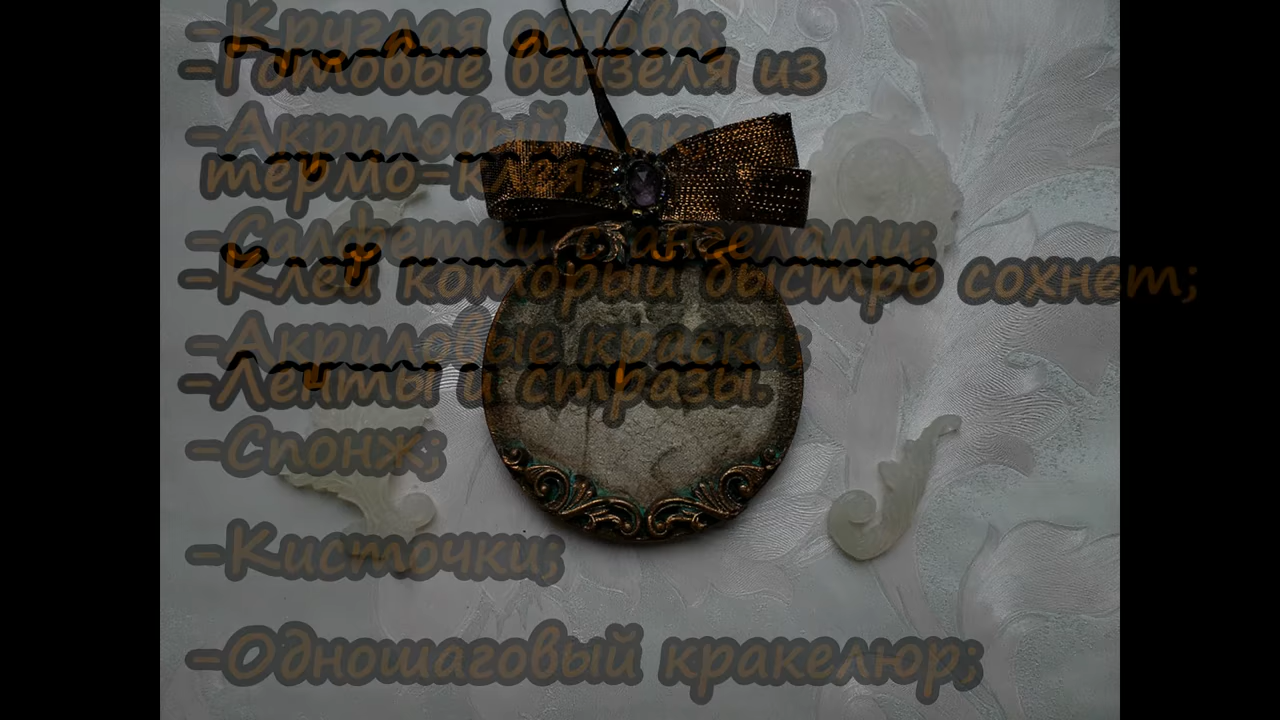 -Круглая основа;
-Готовые вензеля из
-Акриловый лак;
термо-клея;
-Салфетки с ангелами;
-Клей который быстро сохнет;
-Акриловые краски;
-Ленты и стразы.
-Спонж;
-Кисточки;
-Одношаговый кракелюр;